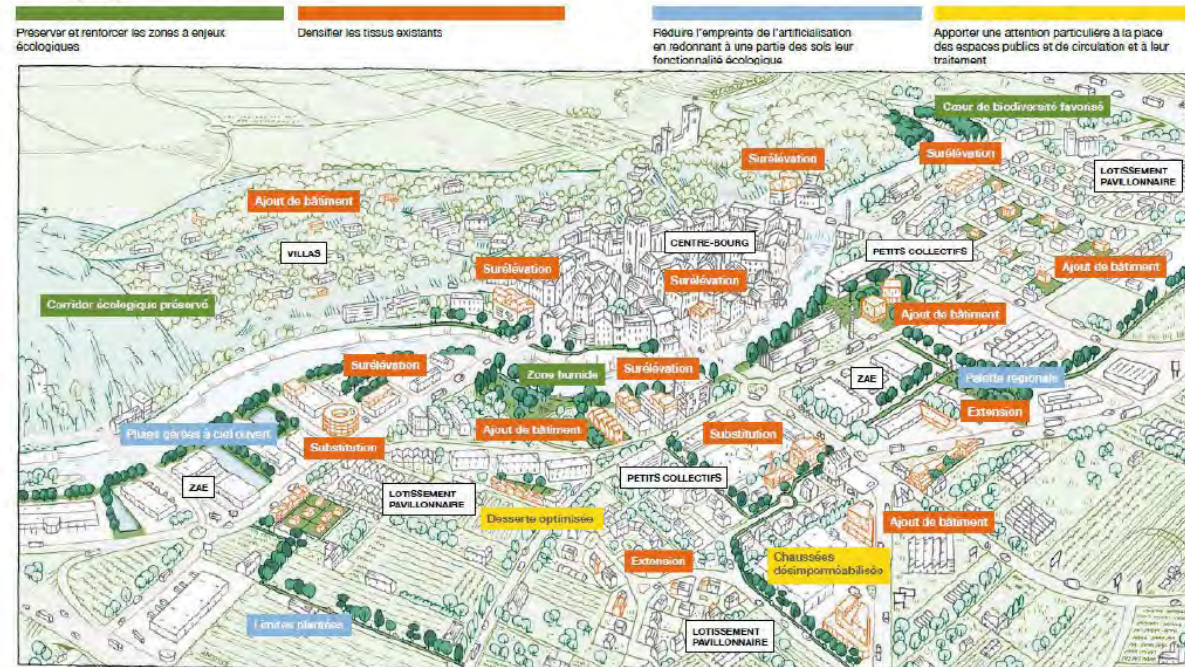 Préserver et renforcer les zones à enjeux
écologiques
Densifier les tissus existants
Réduire l'empreinte de l'artificialisation
en redonnant à une partie des sols leur
fonctionnalité écologique
Apporter une attention particulière à la place
des espaces publics et de circulation et à leur
traitement
Cœur de biodiversité favorisé
Surélévation
Surélévation
LOTISSEMENT
PAVILLONNAIRE
Ajout de bâtiment
VILLAS
CENTRE-BOURG
PETITS COLLECTIFS
Surélévation
Surélévation
Ajout de bâtiment
Corridor écologique préservé
Ajout de bâtiment
Surélévation
Zone humide
Surélévation
ZAE
Palette régionale
Extension
Pluies gérées à ciel ouvert
Substitution
Ajout de bâtiment
Substitution
ZAE
LOTISSEMENT
PAVILLONNAIRE
PETITS COLLECTIFS
Desserte optimisée
Ajout de bâtiment
Extension
Chaussées
désimperméabilisée
Limites plantées
LOTISSEMENT
PAVILLONNAIRE